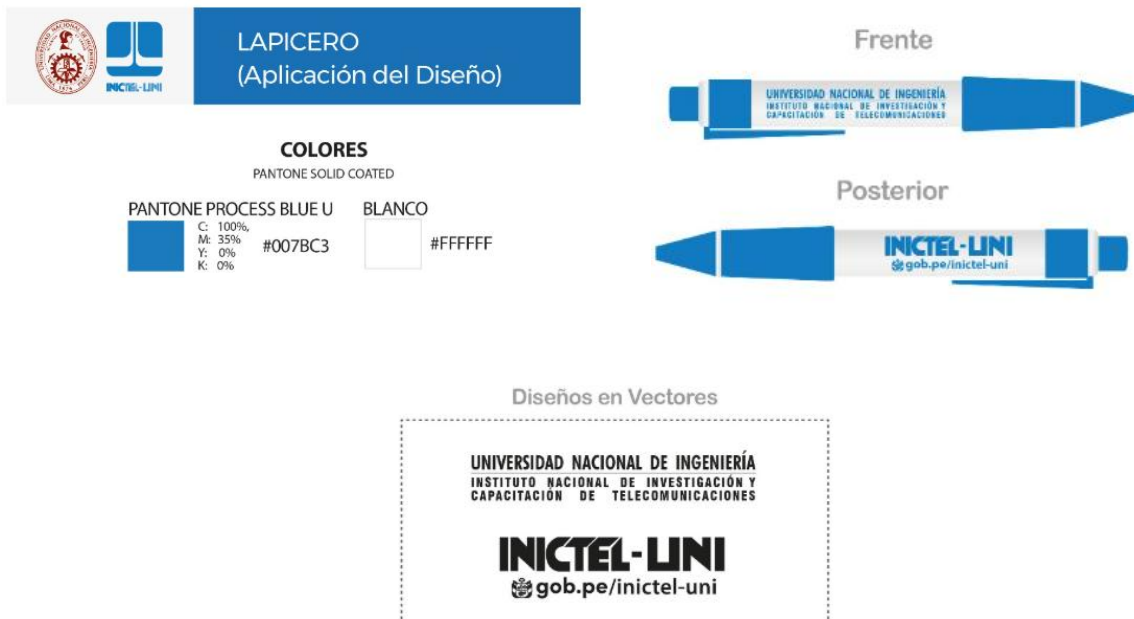 INICTEL-UNI
LAPICERO
(Aplicación del Diseño)
COLORES
PANTONE SOLID COATED
PANTONE PROCESS BLUE U
C: 100%,
M: 35%
Y: 0%
K: 0%
#007BC3
BLANCO
#FFFFFF
Frente
UNIVERSIDAD NACIONAL DE INGENIERÍA
INSTITUTO NACIONAL DE INVESTIGACIÓN Y
CAPACITACIÓN DE TELECOMUNICACIONES
Posterior
INICTEL-UNI
gob.pe/inictel-uni
Diseños en Vectores
UNIVERSIDAD NACIONAL DE INGENIERÍA
INSTITUTO NACIONAL DE INVESTIGACIÓN Y
CAPACITACIÓN DE TELECOMUNICACIONES
INICTEL-UNI
gob.pe/inictel-uni